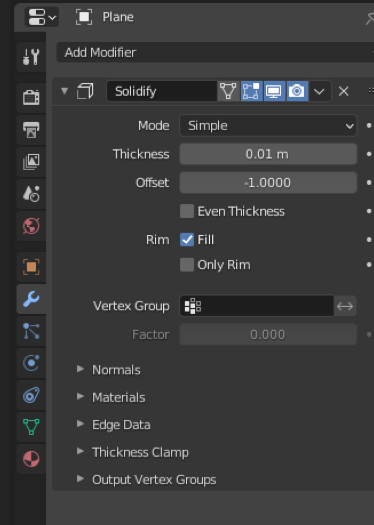 Plane
Add Modifier
Solidify
Mode Simple
Thickness 0.01 m
Offset -1.0000
Even Thickness
Rim Fill
Only Rim
Vertex Group
Factor 0.000
Normals
Materials
Edge Data
Thickness Clamp
Output Vertex Groups